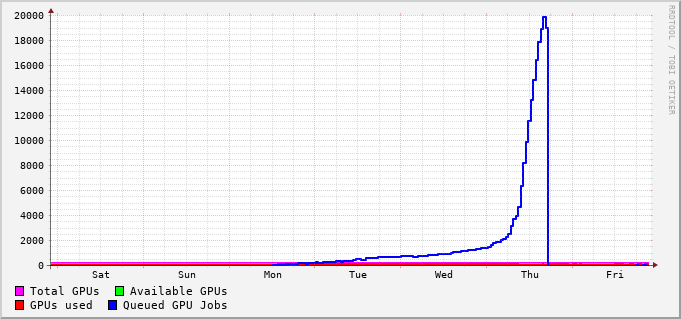 RRDTOOL / TOBI OETIKER
20000
18000
16000
14000
12000
10000
8000
6000
4000
2000
0
Sat Sun Mon Tue Wed Thu Fri
Total GPUs Available GPUs
GPUs used Queued GPU Jobs